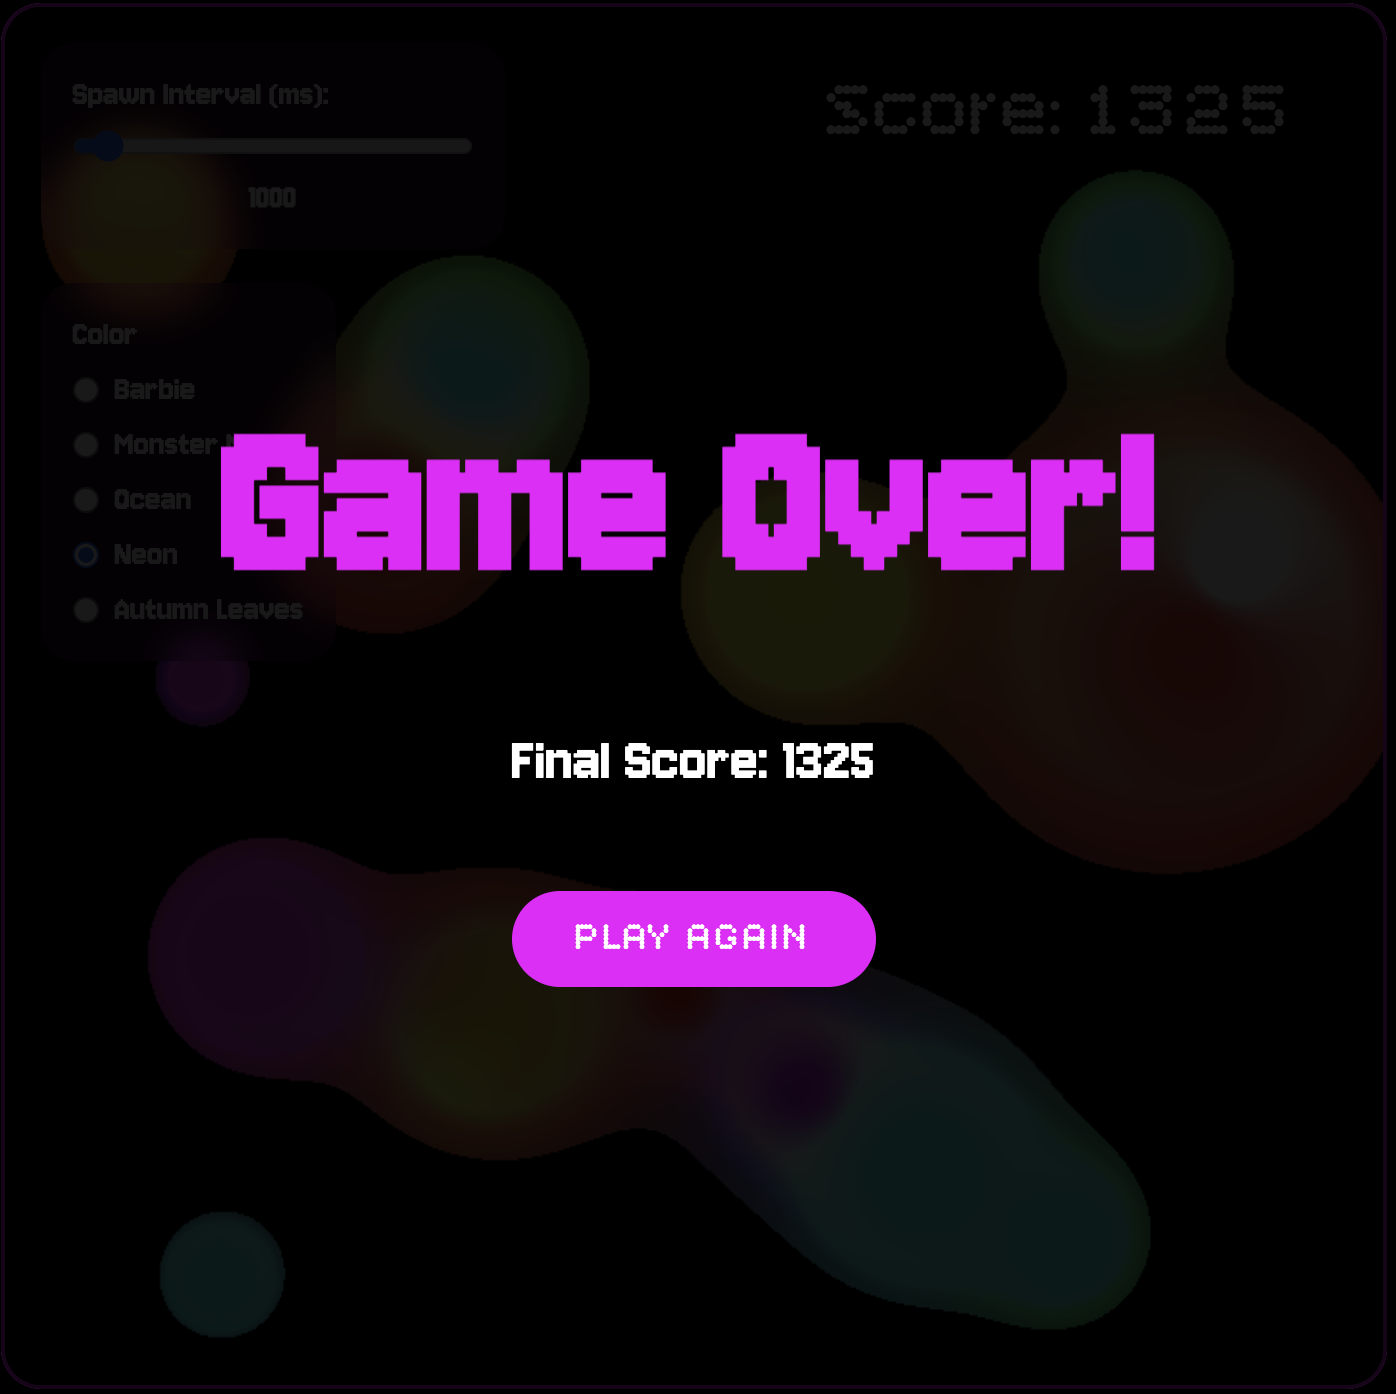 Spawn Interval (ms):
1000
Score: 1325
Color
Barbie
Monster
Ocean
Neon
Autumn Leaves
Game Over!
Final Score: 1325
PLAY AGAIN